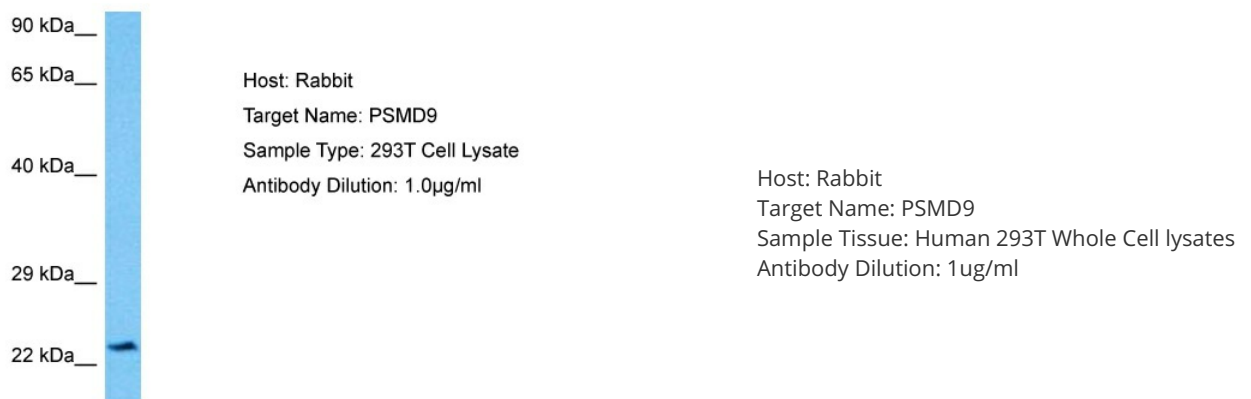 90 kDa__
65 kDa__
40 kDa__
29 kDa__
22 kDa__
Host: Rabbit
Target Name: PSMD9
Sample Type: 293T Cell Lysate
Antibody Dilution: 1.0µg/ml
Host: Rabbit
Target Name: PSMD9
Sample Tissue: Human 293T Whole Cell lysates
Antibody Dilution: 1ug/ml